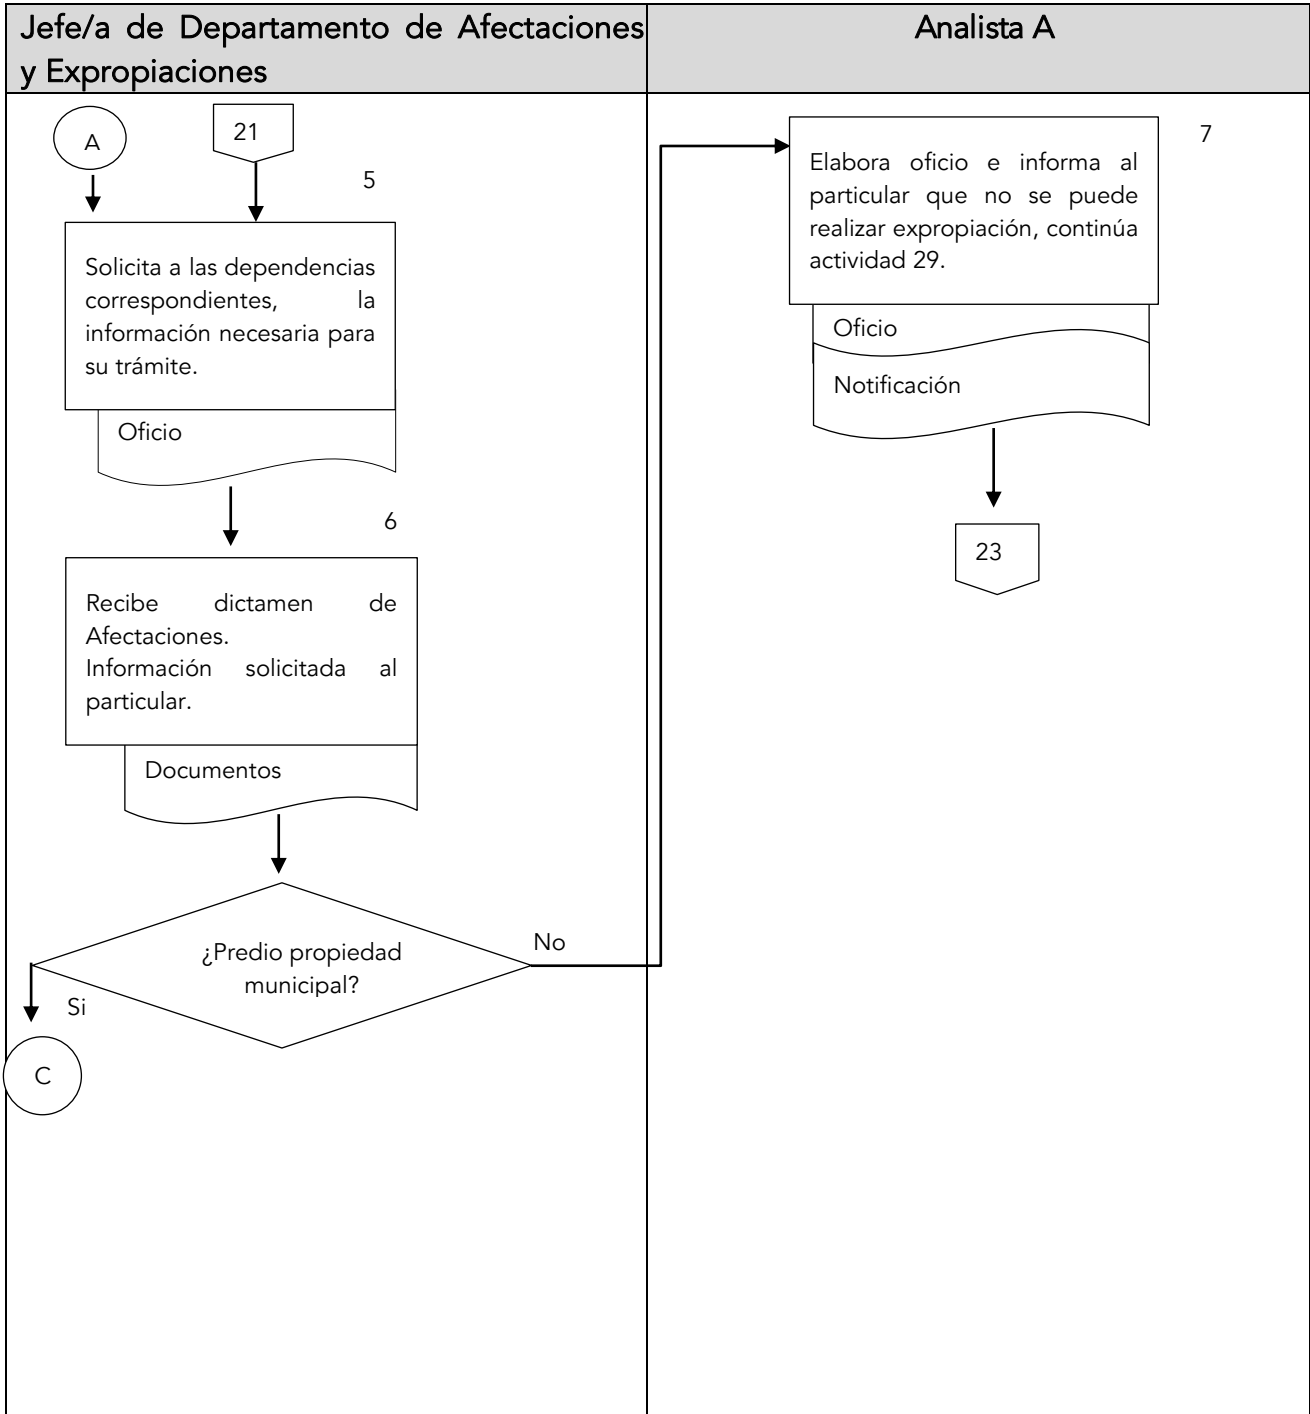 Jefe/a de Departamento de Afectaciones
y Expropiaciones
Analista A
A
21
5
Solicita a las dependencias
correspondientes, la
información necesaria para
su trámite.
Oficio
6
Recibe dictamen de
Afectaciones.
Información solicitada al
particular.
Documentos
¿Predio propiedad
municipal?
No
Si
C
7
Elabora oficio e informa al
particular que no se puede
realizar expropiación, continúa
actividad 29.
Oficio
Notificación
23